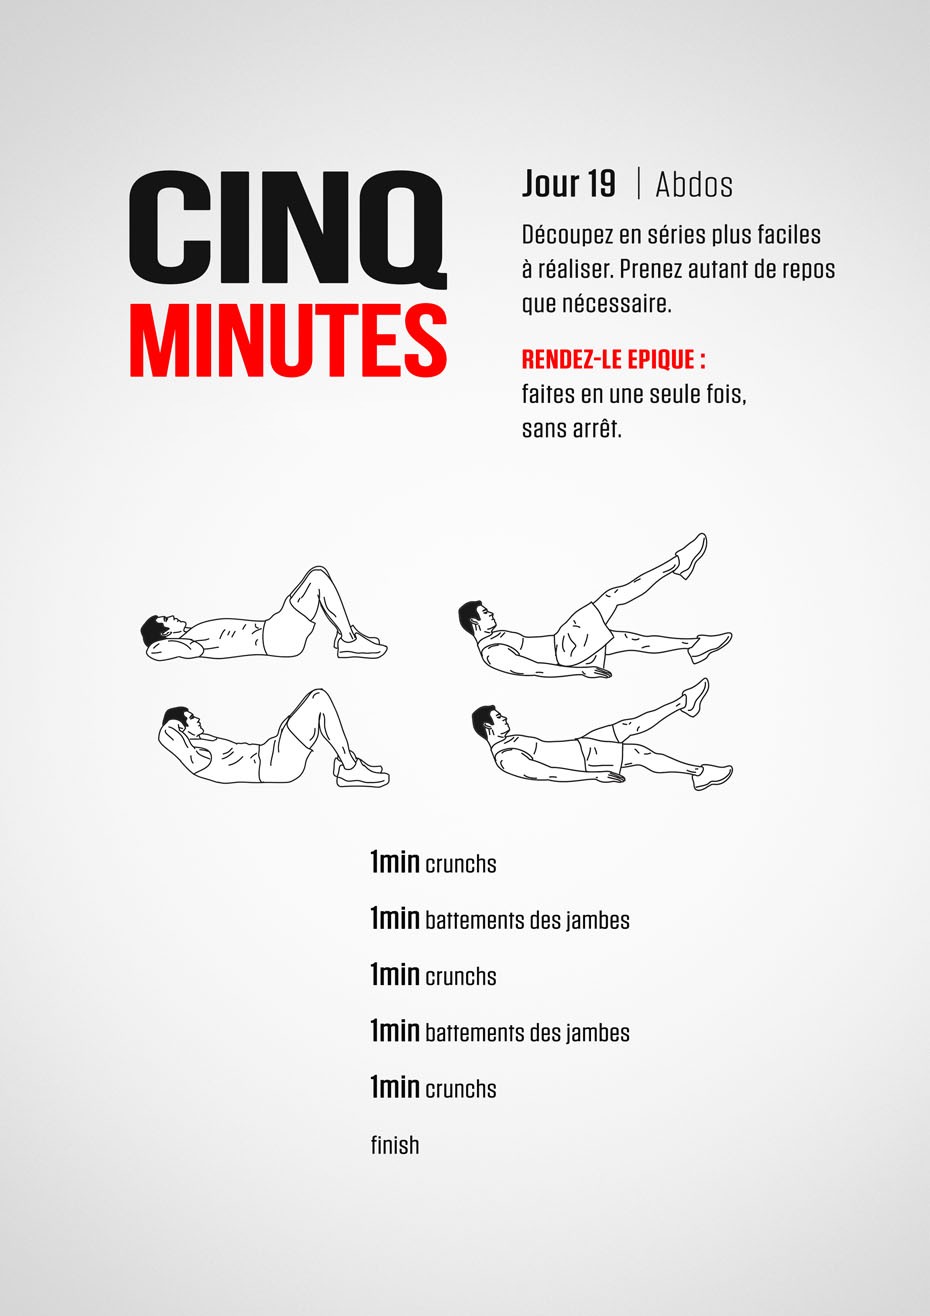 CINQ
MINUTES
Jour 19 | Abdos
Découpez en séries plus faciles
à réaliser. Prenez autant de repos
que nécessaire.
RENDEZ-LE EPIQUE :
faites en une seule fois,
sans arrêt.
1min crunchs
1min battements des jambes
1min crunchs
1min battements des jambes
1min crunchs
finish